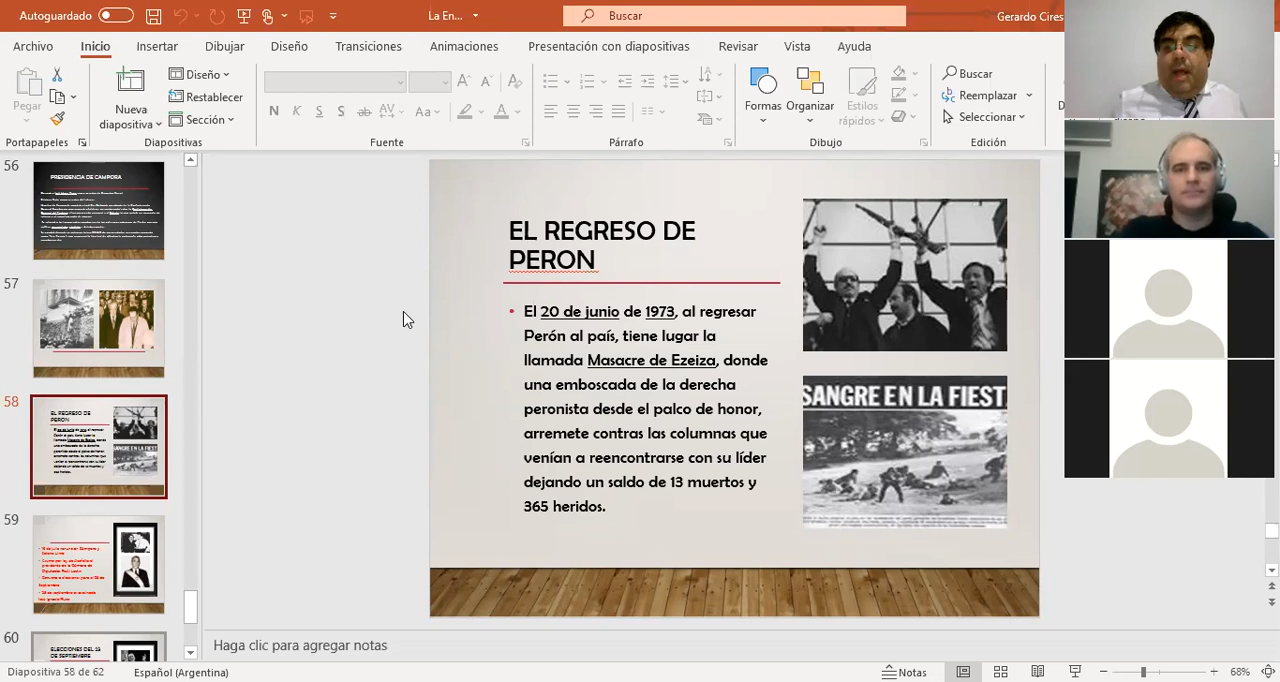 Autoguardado
La En...
Buscar
Gerardo Cires
Archivo
Inicio
Insertar
Dibujar
Diseño
Transiciones
Animaciones
Presentación con diapositivas
Revisar
Vista
Ayuda
Pegar
Nueva
diapositiva
Diseño
Restablecer
Sección
N K S S ab AV Aa A
Formas
Organizar
Estilos
rápidos
Buscar
Reemplazar
Seleccionar
Portapapeles
Diapositivas
Fuente
Párrafo
Dibujo
Edición
56
PRESIDENCIA DE CAMPORA
57
58
EL REGRESO DE
PERON
59
60
ELECCIONES DEL 23
DE SEPTIEMBRE
EL REGRESO DE
PERON
• El 20 de junio de 1973, al regresar
Perón al país, tiene lugar la
llamada Masacre de Ezeiza, donde
una emboscada de la derecha
peronista desde el palco de honor,
arremete contras las columnas que
venían a reencontrarse con su líder
dejando un saldo de 13 muertos y
365 heridos.
SANGRE EN LA FIEST
Haga clic para agregar notas
Diapositiva 58 de 62
Español (Argentina)
Notas
68%